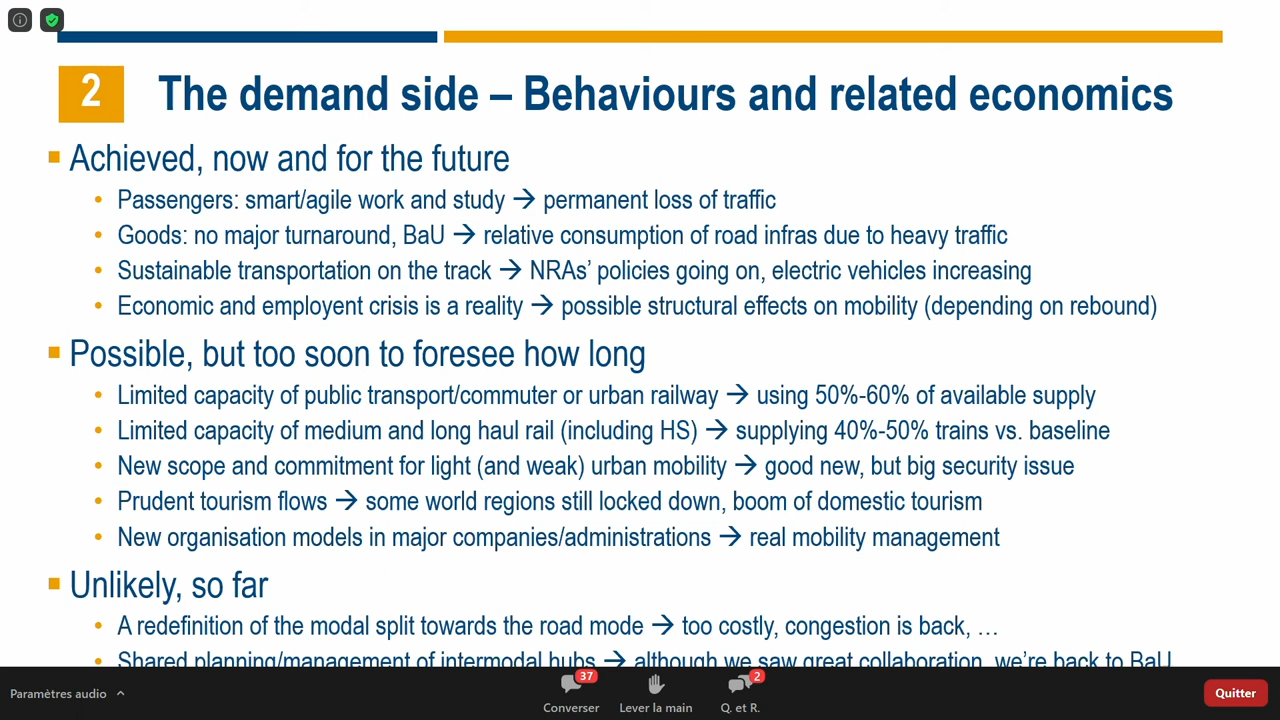 2
The demand side – Behaviours and related economics
Achieved, now and for the future
Passengers: smart/agile work and study → permanent loss of traffic
Goods: no major turnaround, BaU → relative consumption of road infras due to heavy traffic
Sustainable transportation on the track → NRAs' policies going on, electric vehicles increasing
Economic and employent crisis is a reality → possible structural effects on mobility (depending on rebound)
Possible, but too soon to foresee how long
Limited capacity of public transport/commuter or urban railway → using 50%-60% of available supply
Limited capacity of medium and long haul rail (including HS) → supplying 40%-50% trains vs. baseline
New scope and commitment for light (and weak) urban mobility → good new, but big security issue
Prudent tourism flows → some world regions still locked down, boom of domestic tourism
New organisation models in major companies/administrations → real mobility management
Unlikely, so far
A redefinition of the modal split towards the road mode → too costly, congestion is back, …
Shared planning/management of intermodal hubs → although we saw great collaboration, we're back to BaU
Paramètres audio
37
Converser
Lever la main
2
Q. et R.
Quitter